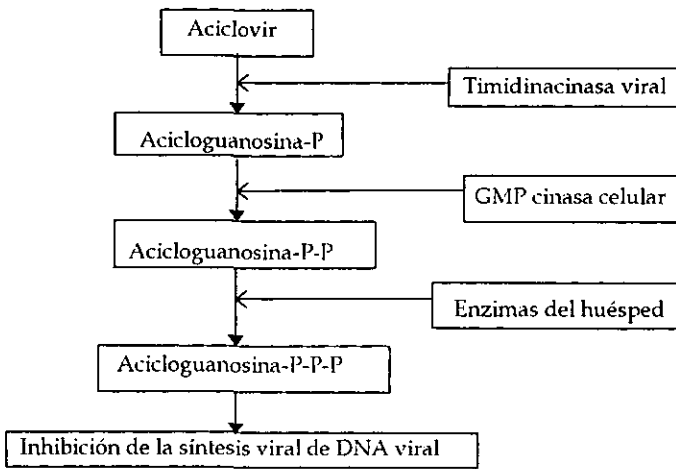 Aciclovir
Timidinacinasa viral
Acicloguanosina-P
GMP cinasa celular
Acicloguanosina-P-P
Enzimas del huésped
Acicloguanosina-P-P-P
Inhibición de la síntesis viral de DNA viral